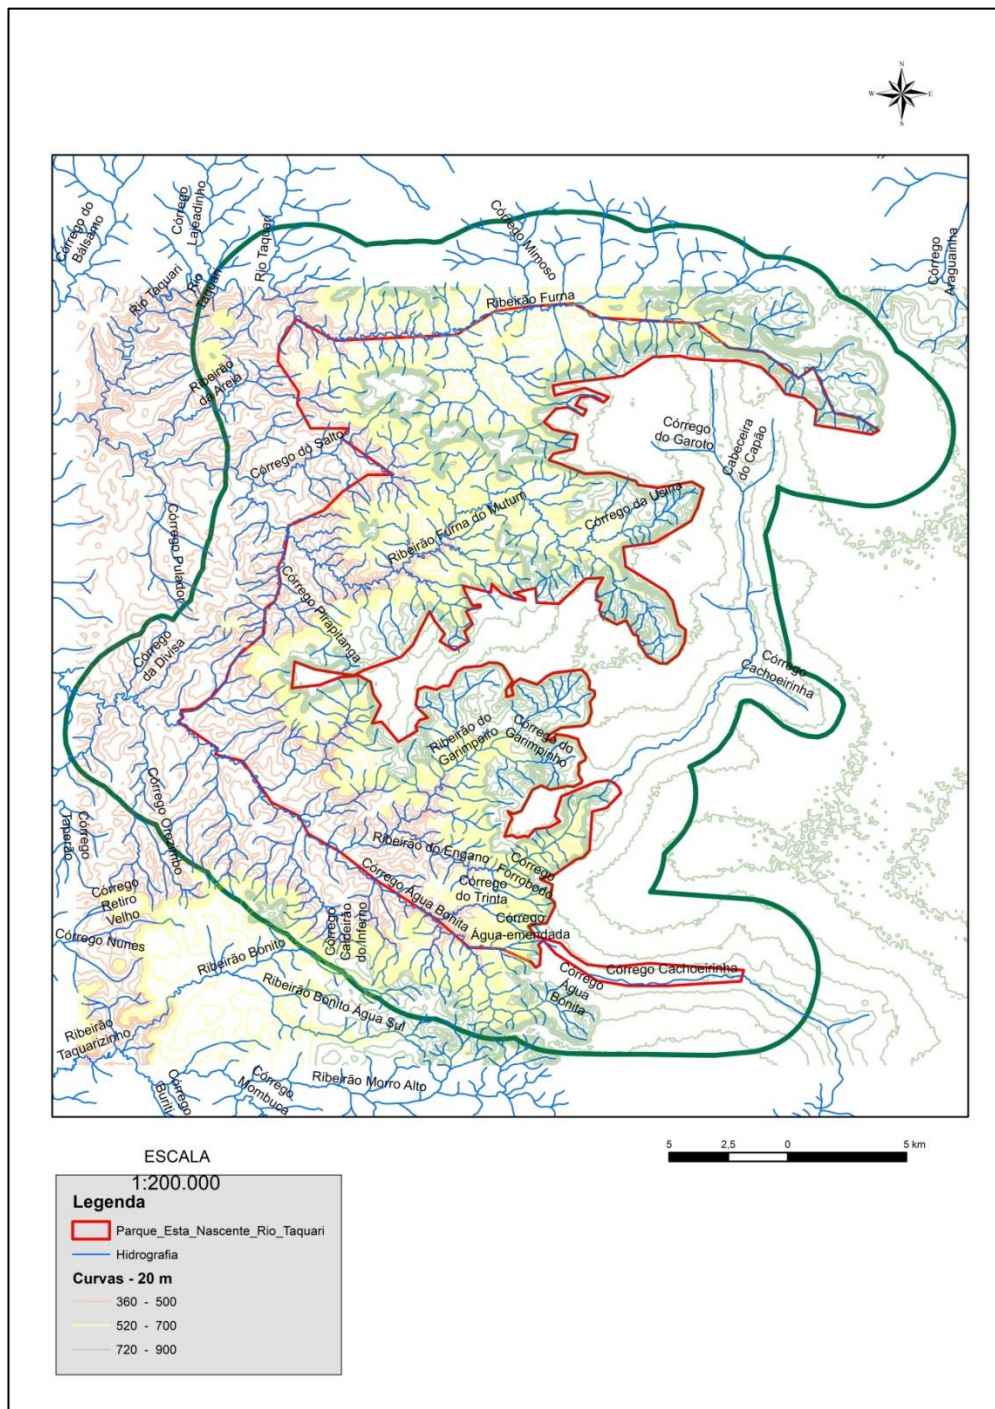 N
W E
S
Córrego do
Bálsamo
Córrego
Lajeadinho
Rio Taquari
Rio Taquari
Rio
Taquari
Córrego Mimoso
Córrego
Araguainha
Ribeirão Furna
Ribeirão
da Areia
Córrego do Salto
Córrego
do Garoto
Cabeceira
do Capão
Ribeirão Furna do Mutum
Córrego da Usina
Córrego Pulador
Córrego Pirapitanga
Córrego
da Divisa
Córrego
Cachoeirinha
Ribeirão do
Garimpeiro
Córrego do
Garimpinho
Córrego Orezimbo
Córrego
Taperão
Ribeirão do Engano
Córrego
Forrobodó
Córrego
do Trinta
Córrego Água Bonita
Córrego
Retiro
Velho
Córrego
Caldeirão
do Inferno
Córrego
Água-emendada
Córrego Nunes
Ribeirão Bonito
Córrego Cachoeirinha
Córrego
Água
Bonita
Ribeirão Bonito Água Sul
Ribeirão
Taquarizinho
Ribeirão Morro Alto
Córrego
Mombuca
Córrego
Buriti
5 2,5 0 5 km
ESCALA
1:200.000
Legenda
Parque_Esta_Nascente_Rio_Taquari
Hidrografia
Curvas - 20 m
360 - 500
520 - 700
720 - 900